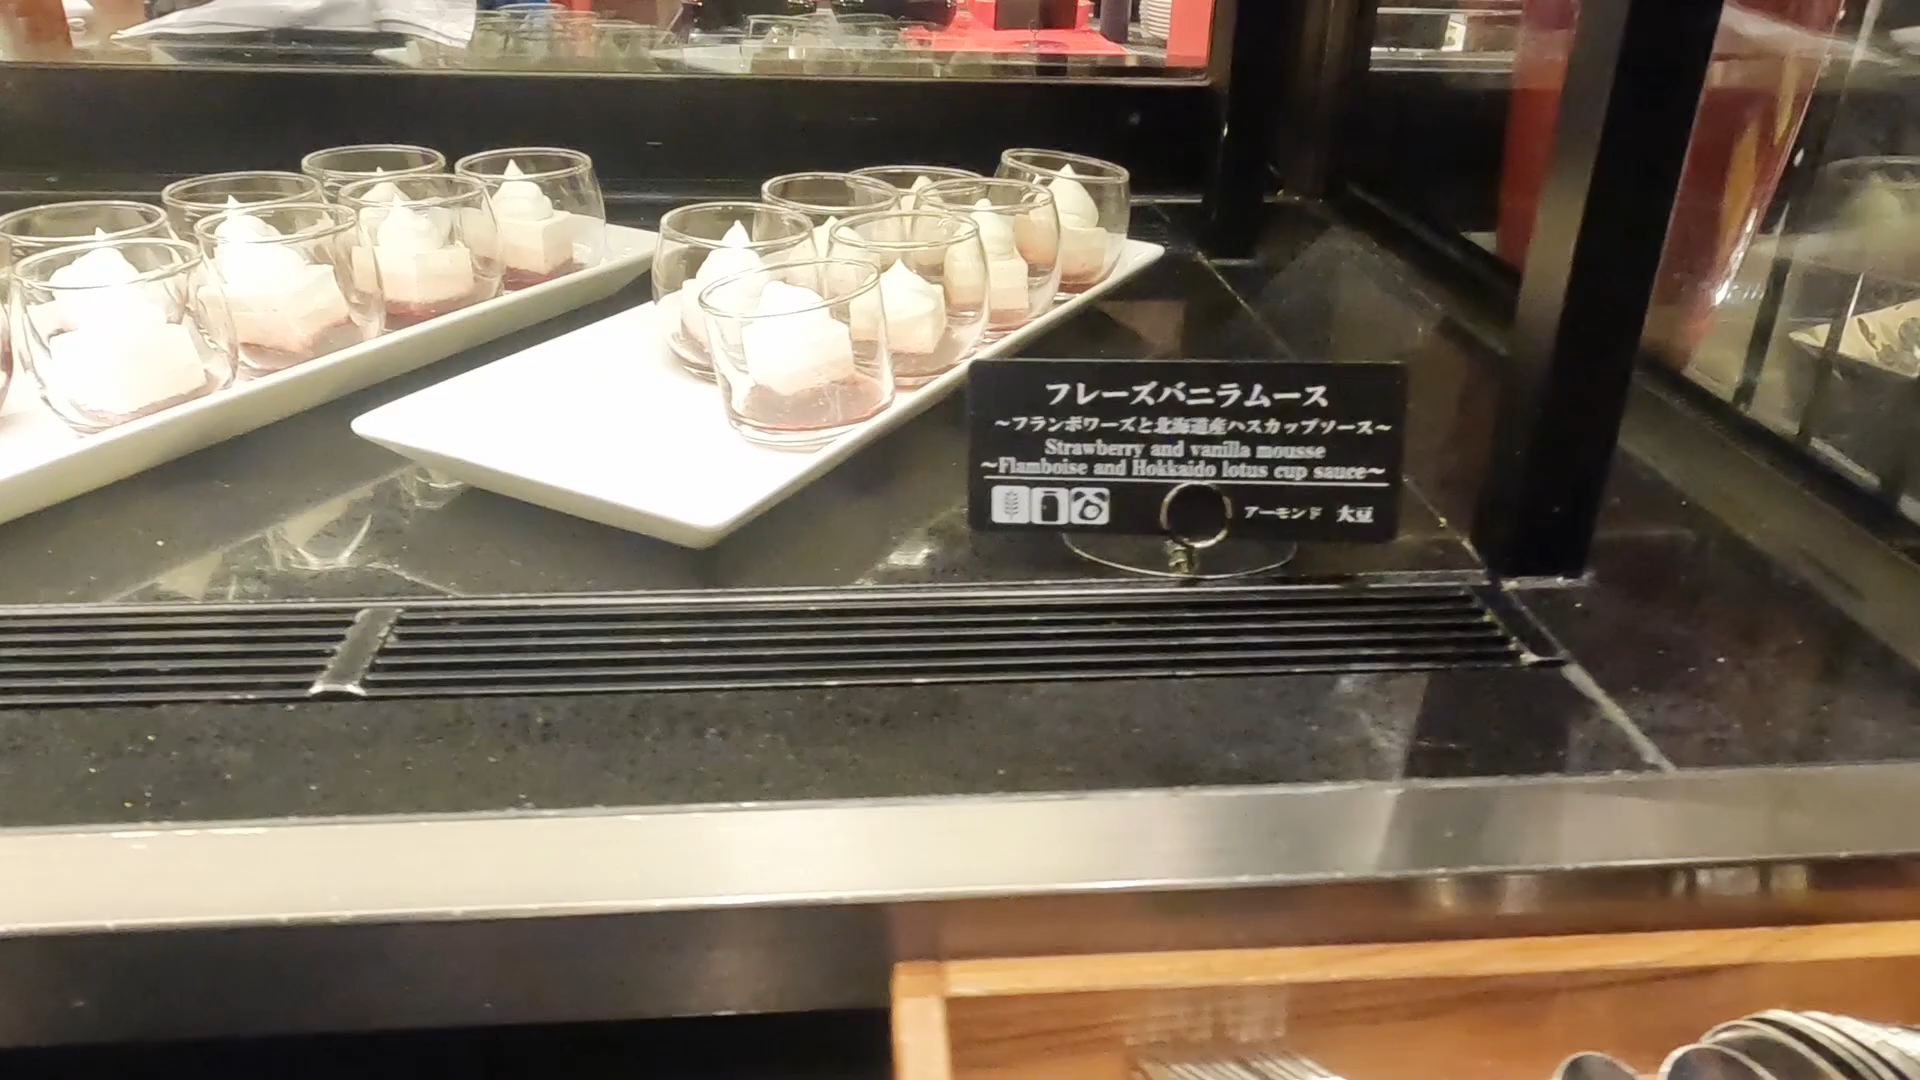 フレーズバニラムース
～フランボワーズと北海道産ハスカップソース～
Strawberry and vanilla mousse
～Flamboise and Hokkaido lotus cup sauce～
アーモンド 大豆